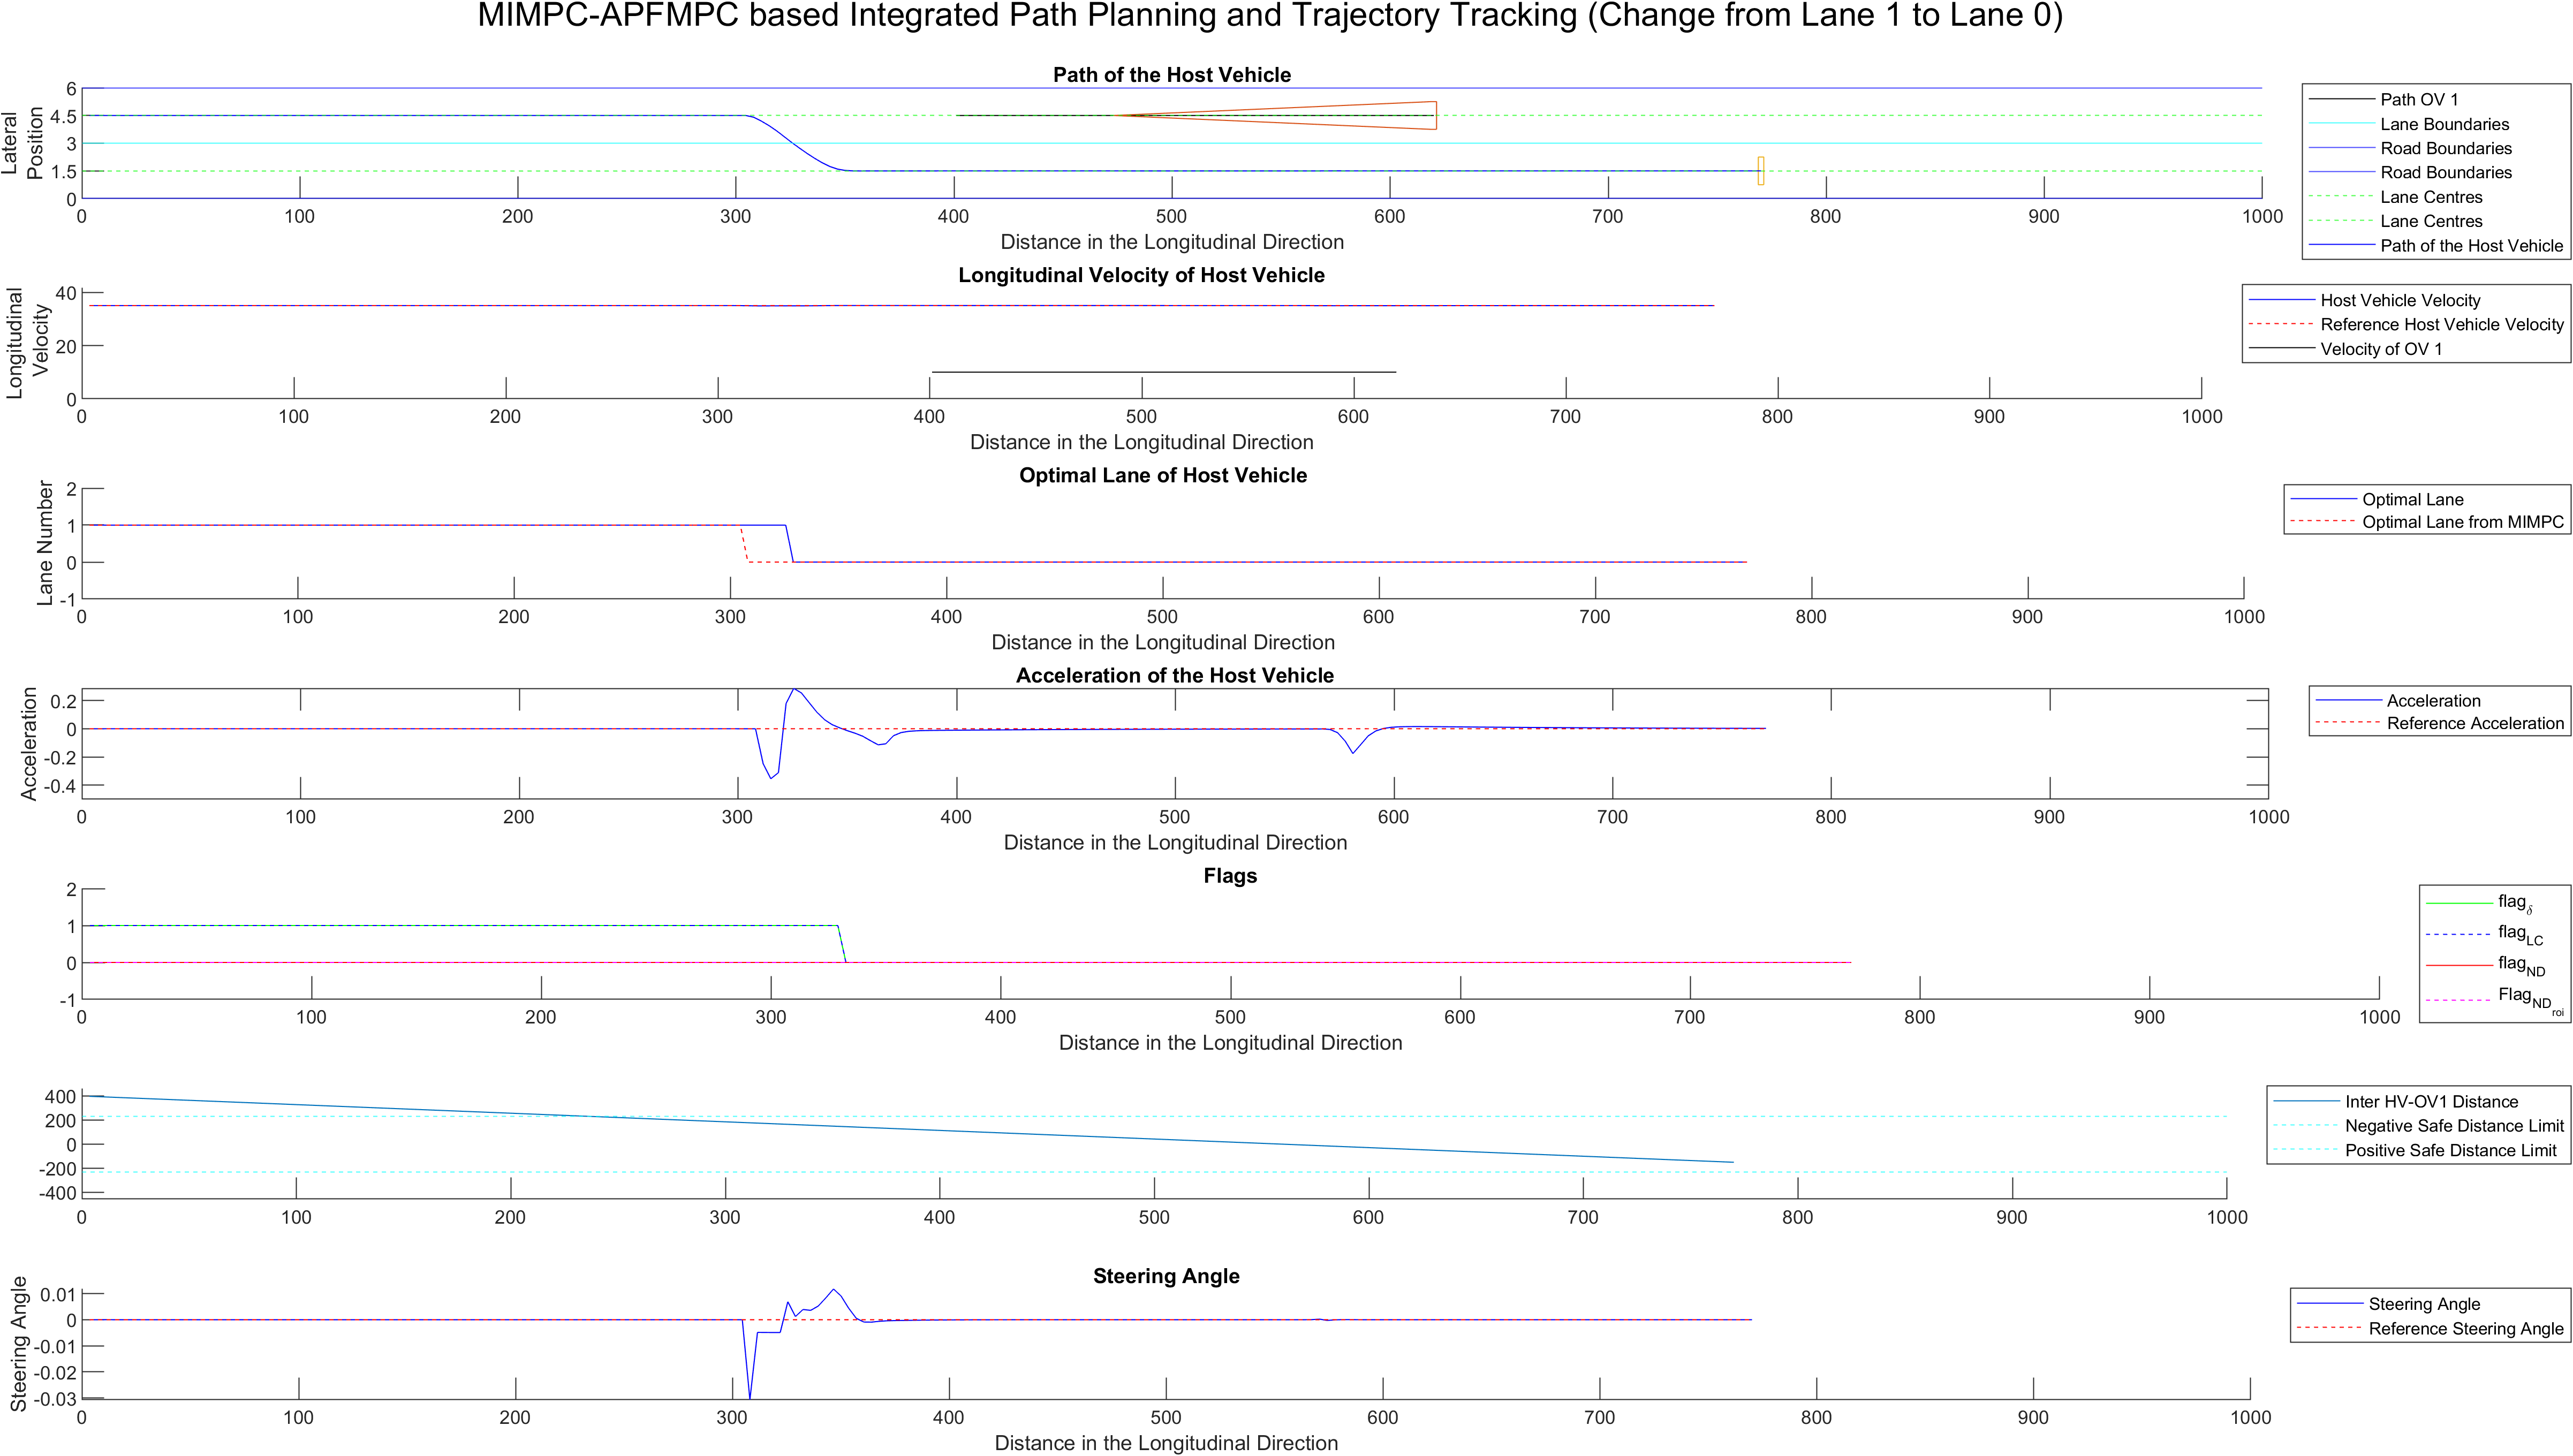 MIMPC-APFMPC based Integrated Path Planning and Trajectory Tracking (Change from Lane 1 to Lane 0)
Path of the Host Vehicle
Lateral
Position
6
4.5
3
1.5
0
0 100 200 300 400 500 600 700 800 900 1000
Distance in the Longitudinal Direction
Path OV 1
Lane Boundaries
Road Boundaries
Road Boundaries
Lane Centres
Lane Centres
Path of the Host Vehicle
Longitudinal Velocity of Host Vehicle
Longitudinal
Velocity
40
20
0
0 100 200 300 400 500 600 700 800 900 1000
Distance in the Longitudinal Direction
Host Vehicle Velocity
Reference Host Vehicle Velocity
Velocity of OV 1
Optimal Lane of Host Vehicle
Lane Number
2
1
0
-1
0 100 200 300 400 500 600 700 800 900 1000
Distance in the Longitudinal Direction
Optimal Lane
Optimal Lane from MIMPC
Acceleration of the Host Vehicle
Acceleration
0.2
0
-0.2
-0.4
0 100 200 300 400 500 600 700 800 900 1000
Distance in the Longitudinal Direction
Acceleration
Reference Acceleration
Flags
2
1
0
-1
0 100 200 300 400 500 600 700 800 900 1000
Distance in the Longitudinal Direction
flagδ
flagLC
flagND
FlagNDroi
400
200
0
-200
-400
0 100 200 300 400 500 600 700 800 900 1000
Inter HV-OV1 Distance
Negative Safe Distance Limit
Positive Safe Distance Limit
Steering Angle
Steering Angle
0.01
0
-0.01
-0.02
-0.03
0 100 200 300 400 500 600 700 800 900 1000
Distance in the Longitudinal Direction
Steering Angle
Reference Steering Angle